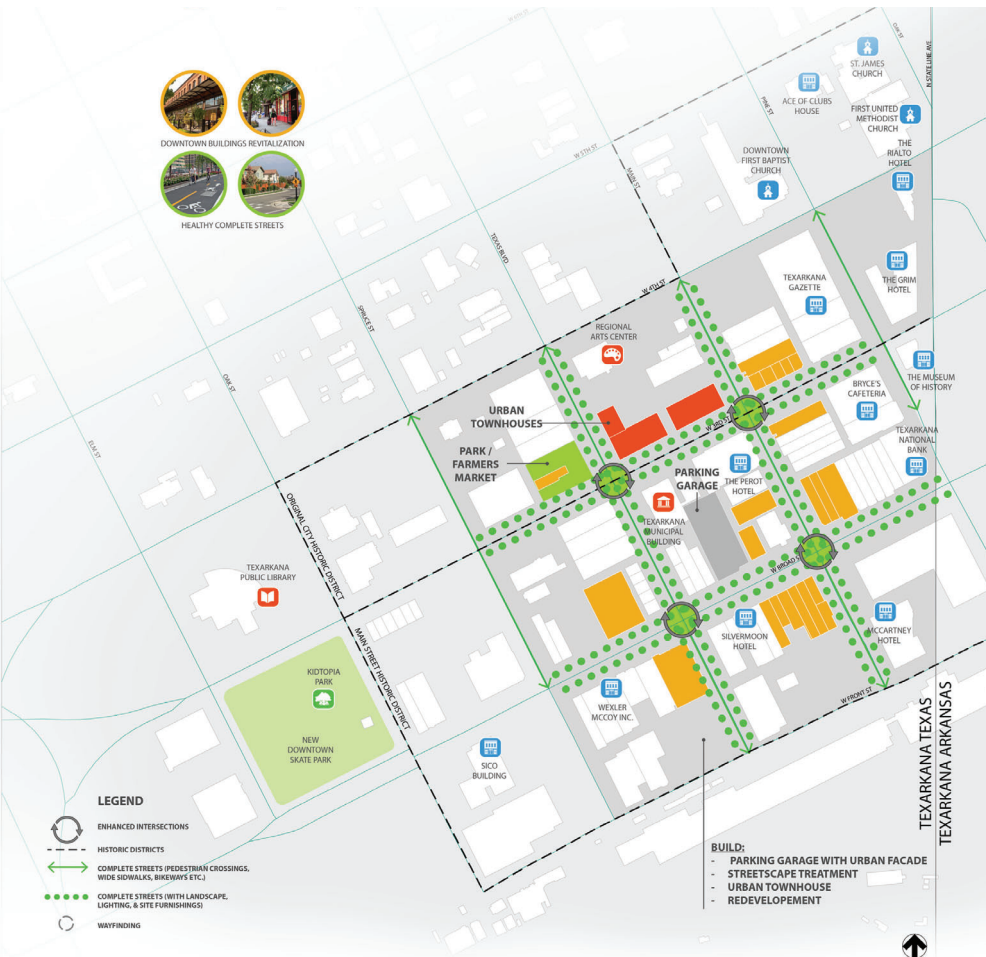 N 8TH ST
OAK ST
N STATE LINE AVE
ST. JAMES
CHURCH
ACE OF CLUBS
HOUSE
PINE ST
FIRST UNITED
METHODIST
CHURCH
THE
RIALTO
HOTEL
DOWNTOWN BUILDINGS REVITALIZATION
HEALTHY COMPLETE STREETS
W 5TH ST
MAIN ST
DOWNTOWN
FIRST BAPTIST
CHURCH
TEXAS BLVD
W 4TH ST
TEXARKANA
GAZETTE
THE GRIM
HOTEL
SPRUCE ST
REGIONAL
ARTS CENTER
OAK ST
THE MUSEUM
OF HISTORY
BRYCE'S
CAFETERIA
URBAN
TOWNHOUSES
W 3RD ST
ELM ST
PARK /
FARMERS
MARKET
TEXARKANA
NATIONAL
BANK
PARKING
GARAGE
THE PEROT
HOTEL
ORIGINAL CITY HISTORIC DISTRICT
TEXARKANA
MUNICIPAL
BUILDING
W BROAD ST
TEXARKANA
PUBLIC LIBRARY
MAIN STREET HISTORIC DISTRICT
SILVERMOON
HOTEL
MCCARTNEY
HOTEL
KIDTOPIA
PARK
W FRONT ST
WEXLER
MCCOY INC.
NEW
DOWNTOWN
SKATE PARK
SICO
BUILDING
TEXARKANA TEXAS
TEXARKANA ARKANSAS
LEGEND
ENHANCED INTERSECTIONS
HISTORIC DISTRICTS
COMPLETE STREETS (PEDESTRIAN CROSSINGS,
WIDE SIDWALKS, BIKEWAYS ETC.)
COMPLETE STREETS (WITH LANDSCAPE,
LIGHTING, & SITE FURNISHINGS)
WAYFINDING
BUILD:
- PARKING GARAGE WITH URBAN FACADE
- STREETSCAPE TREATMENT
- URBAN TOWNHOUSE
- REDEVELOPEMENT